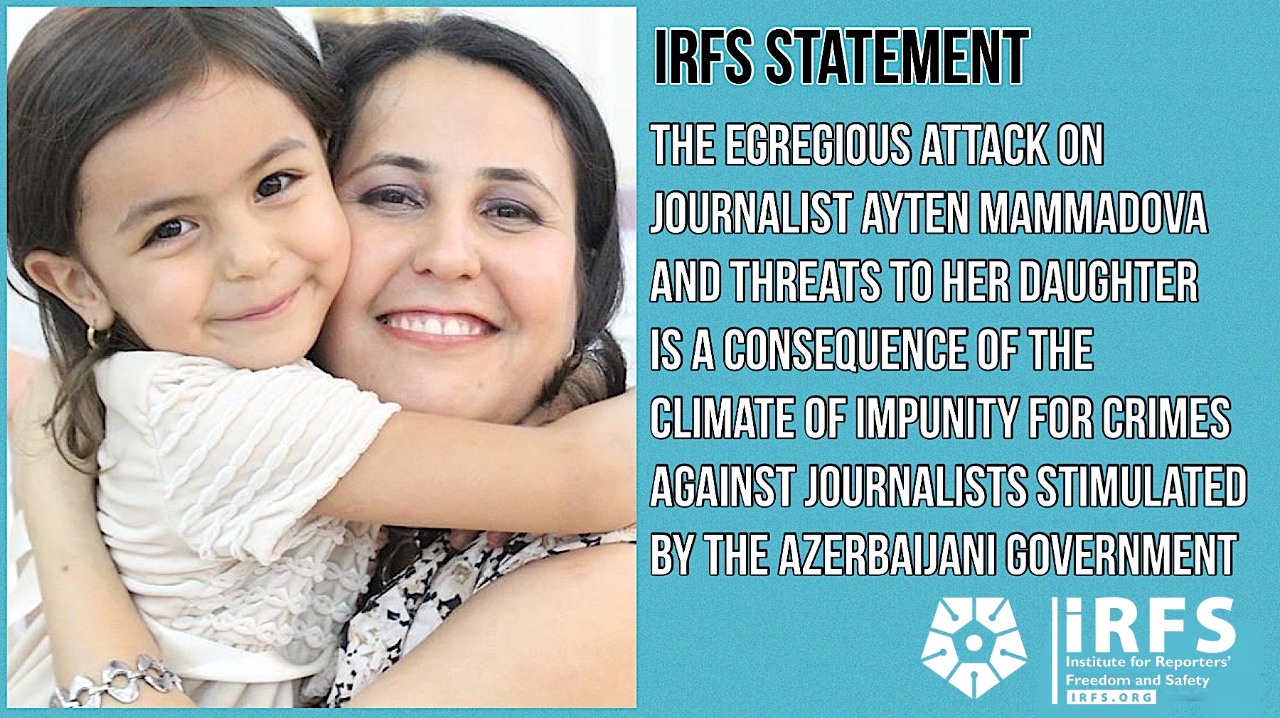 IRFS STATEMENT
THE EGREGIOUS ATTACK ON
JOURNALIST AYTEN MAMMADOVA
AND THREATS TO HER DAUGHTER
IS A CONSEQUENCE OF THE
CLIMATE OF IMPUNITY FOR CRIMES
AGAINST JOURNALISTS STIMULATED
BY THE AZERBAIJANI GOVERNMENT
iRFS
Institute for Reporters'
Freedom and Safety
IRFS.ORG